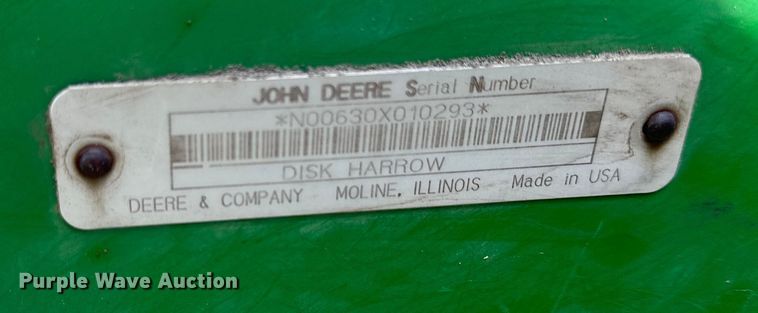 JOHN DEERE Serial Number
*N00630X010293*
DISK HARROW
DEERE & COMPANY MOLINE, ILLINOIS Made in USA
Purple Wave Auction